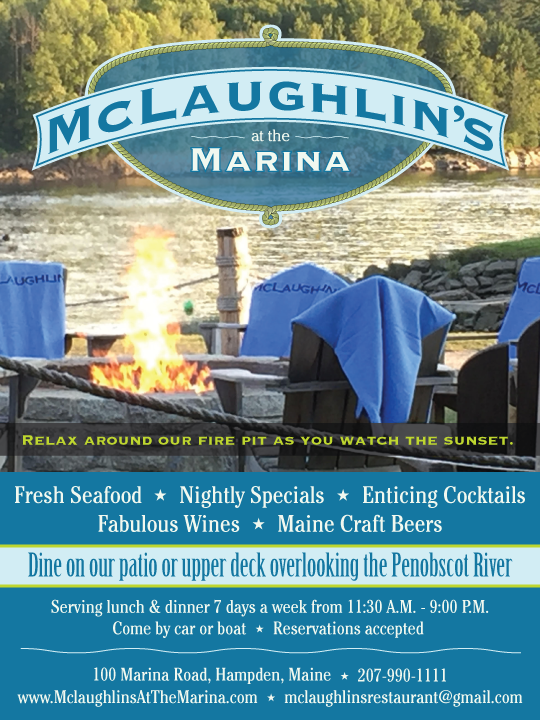 McLaughlin's
at the
Marina
McLAUGHLIN
McLAUGHLIN
Relax around our fire pit as you watch the sunset.
Fresh Seafood ★ Nightly Specials ★ Enticing Cocktails
Fabulous Wines ★ Maine Craft Beers
Dine on our patio or upper deck overlooking the Penobscot River
Serving lunch & dinner 7 days a week from 11:30 A.M. - 9:00 P.M.
Come by car or boat ★ Reservations accepted
100 Marina Road, Hampden, Maine ★ 207-990-1111
www.MclaughlinsAtTheMarina.com ★ mclaughlinsrestaurant@gmail.com